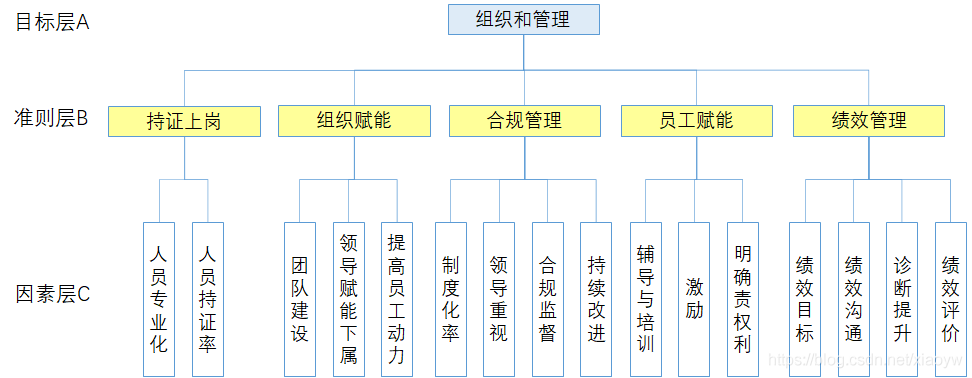 目标层A
组织和管理
准则层B
持证上岗
组织赋能
合规管理
员工赋能
绩效管理
因素层C
人员专业化
人员持证率
团队建设
领导赋能下属
提高员工动力
制度化率
领导重视
合规监督
持续改进
辅导与培训
激励
明确责权利
绩效目标
绩效沟通
诊断提升
绩效评价
https://blog.csdn.net/xiaoyw